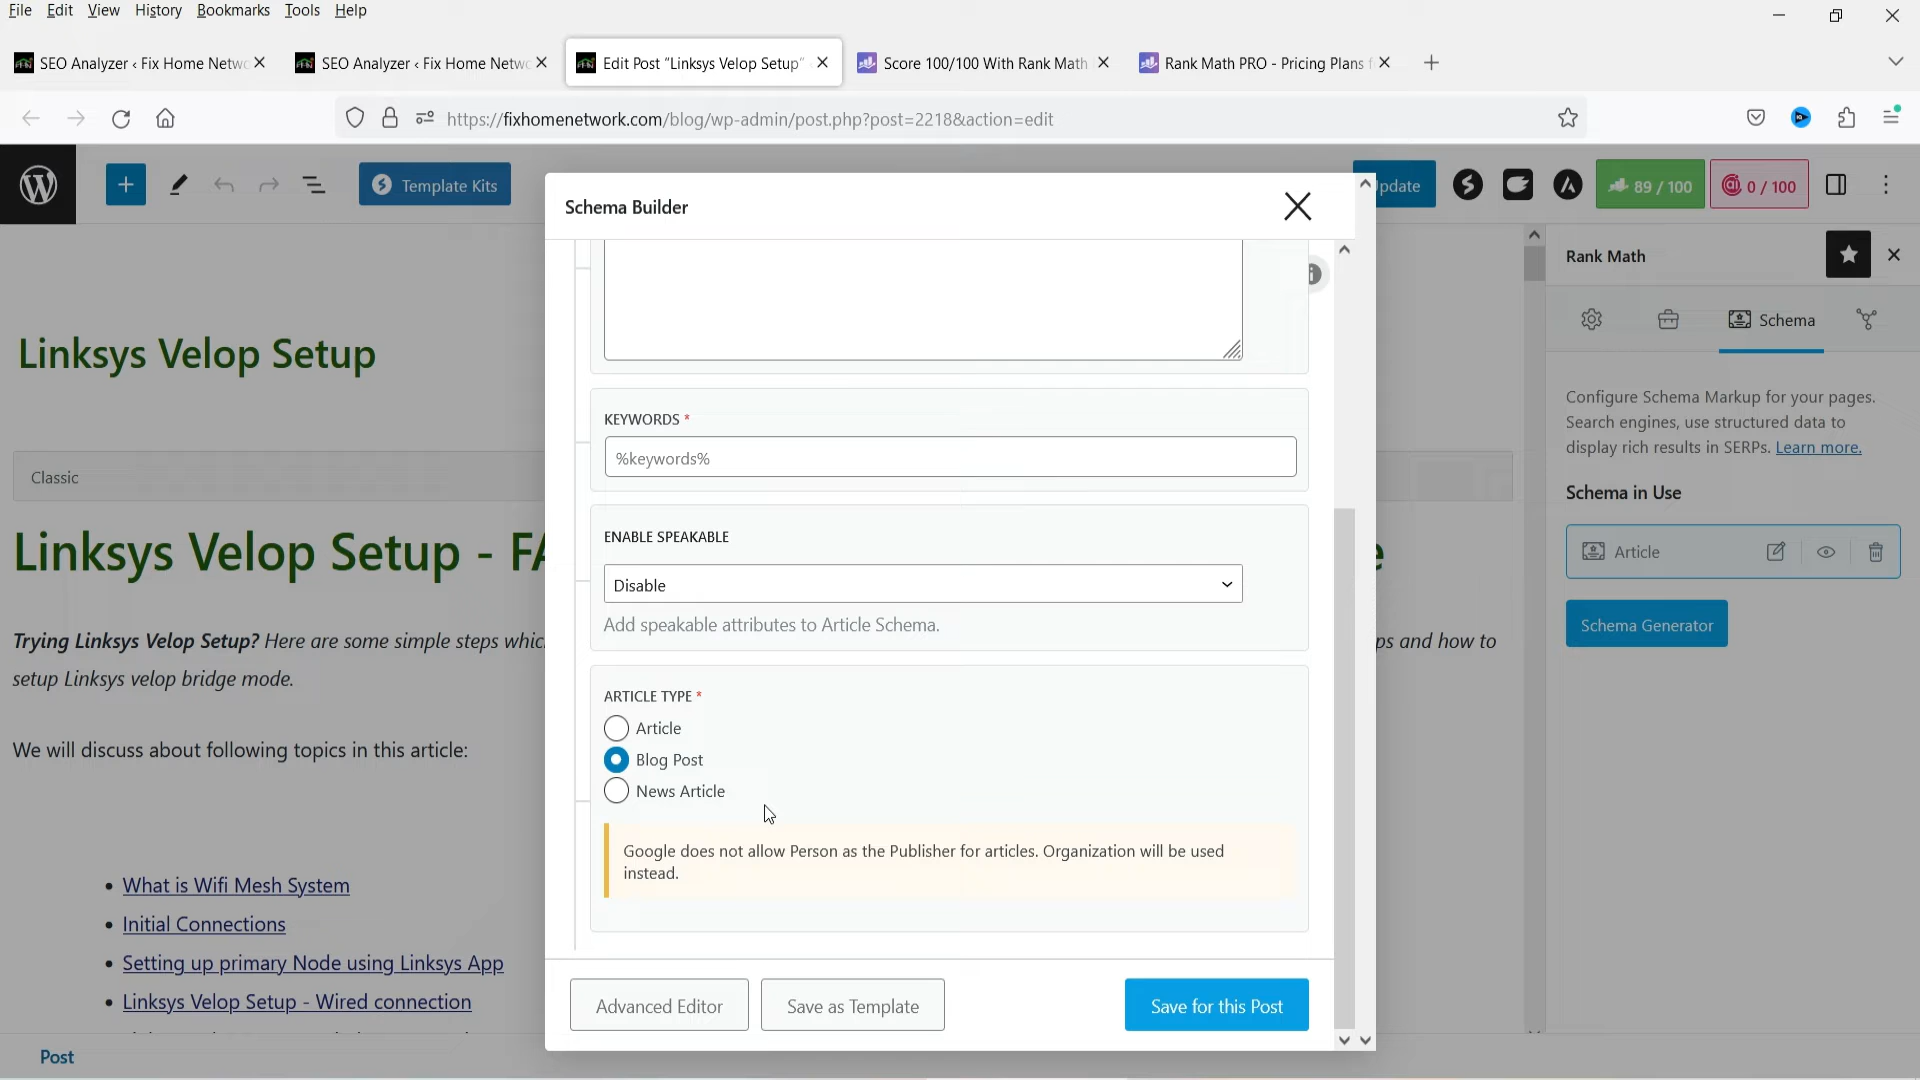 File Edit View History Bookmarks Tools Help
SEO Analyzer ‹ Fix Home Netwo
SEO Analyzer ‹ Fix Home Netwo
Edit Post “Linksys Velop Setup”
Score 100/100 With Rank Math
Rank Math PRO - Pricing Plans f
https://fixhomenetwork.com/blog/wp-admin/post.php?post=2218&action=edit
Template Kits
Update
89 / 100
0 / 100
Schema Builder
Rank Math
Schema
Linksys Velop Setup
Configure Schema Markup for your pages.
Search engines, use structured data to
display rich results in SERPs. Learn more.
KEYWORDS *
%keywords%
Classic
Schema in Use
Article
ENABLE SPEAKABLE
Disable
Add speakable attributes to Article Schema.
Linksys Velop Setup - FA
Schema Generator
Trying Linksys Velop Setup? Here are some simple steps whic
ps and how to
setup Linksys velop bridge mode.
ARTICLE TYPE *
Article
Blog Post
News Article
We will discuss about following topics in this article:
Google does not allow Person as the Publisher for articles. Organization will be used
instead.
What is Wifi Mesh System
Initial Connections
Setting up primary Node using Linksys App
Linksys Velop Setup - Wired connection
Advanced Editor
Save as Template
Save for this Post
Post